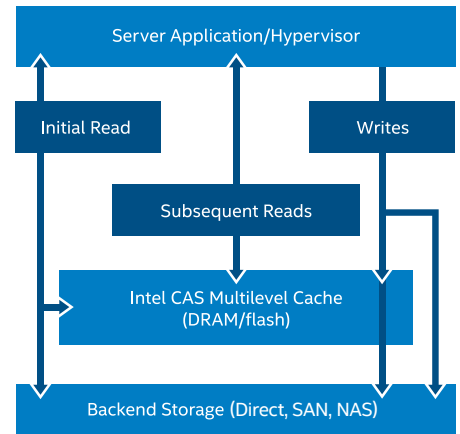 Server Application/Hypervisor
Initial Read
Writes
Subsequent Reads
Intel CAS Multilevel Cache
(DRAM/flash)
Backend Storage (Direct, SAN, NAS)